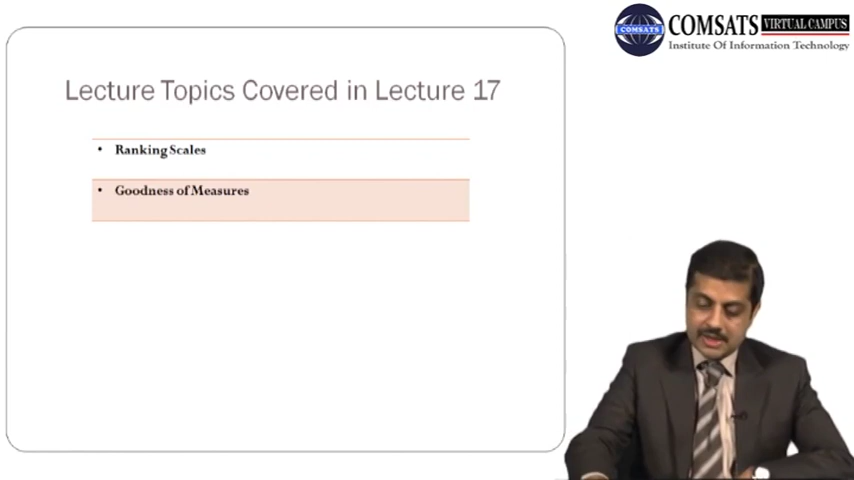 COMSATS VIRTUAL CAMPUS
Institute Of Information Technology
COMSATS
Lecture Topics Covered in Lecture 17
• Ranking Scales
• Goodness of Measures